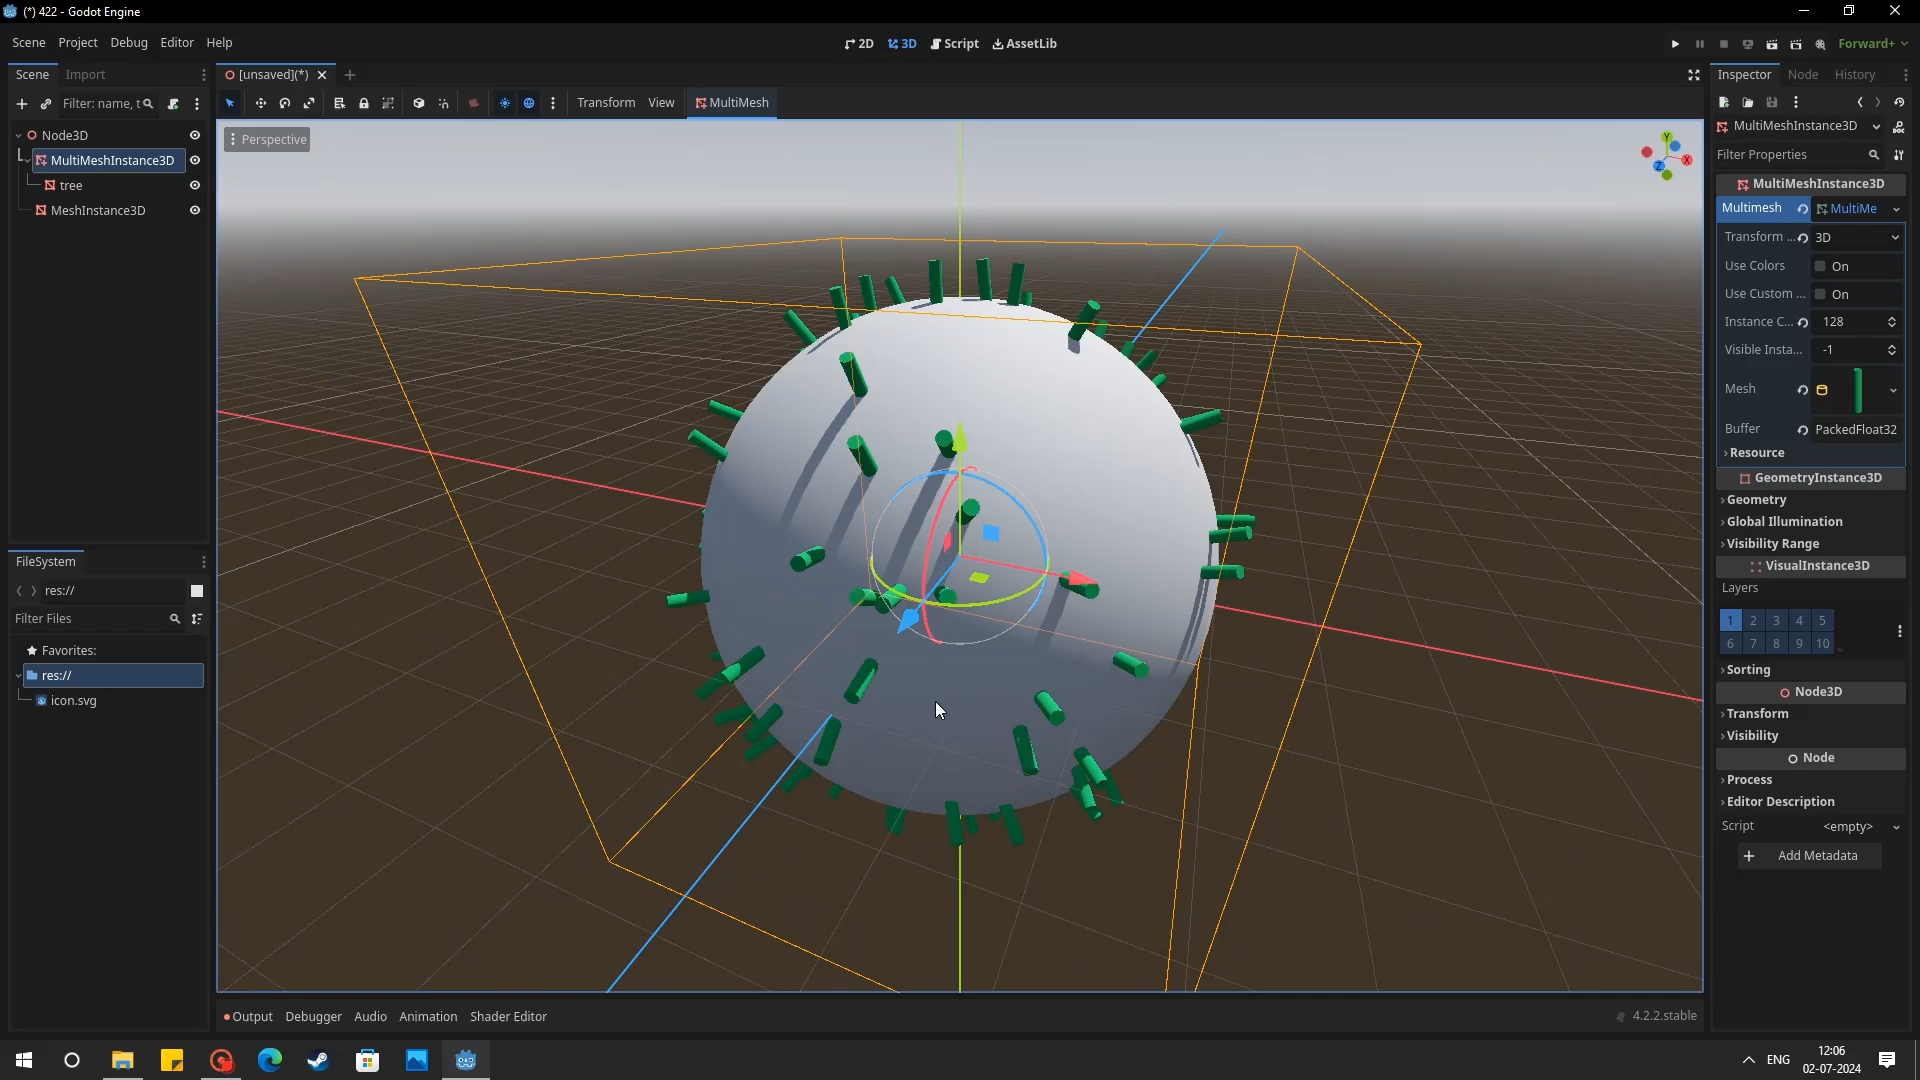 (*) 422 - Godot Engine
Scene Project Debug Editor Help
2D 3D Script AssetLib
Forward+
Scene Import
[unsaved](*)
Inspector Node History
Filter: name, t
Transform View MultiMesh
MultiMeshInstance3D
Filter Properties
Node3D
MultiMeshInstance3D
tree
MeshInstance3D
Perspective
Y
X
Z
MultiMeshInstance3D
Multimesh MultiMe
Transform ... 3D
Use Colors On
Use Custom ... On
Instance C... 128
Visible Insta... -1
Mesh
Buffer PackedFloat32
Resource
GeometryInstance3D
Geometry
Global Illumination
Visibility Range
VisualInstance3D
Layers
1 2 3 4 5
6 7 8 9 10
Sorting
Node3D
Transform
Visibility
Node
Process
Editor Description
Script <empty>
Add Metadata
FileSystem
res://
Filter Files
Favorites:
res://
icon.svg
Output Debugger Audio Animation Shader Editor
4.2.2.stable
ENG
12:06
02-07-2024